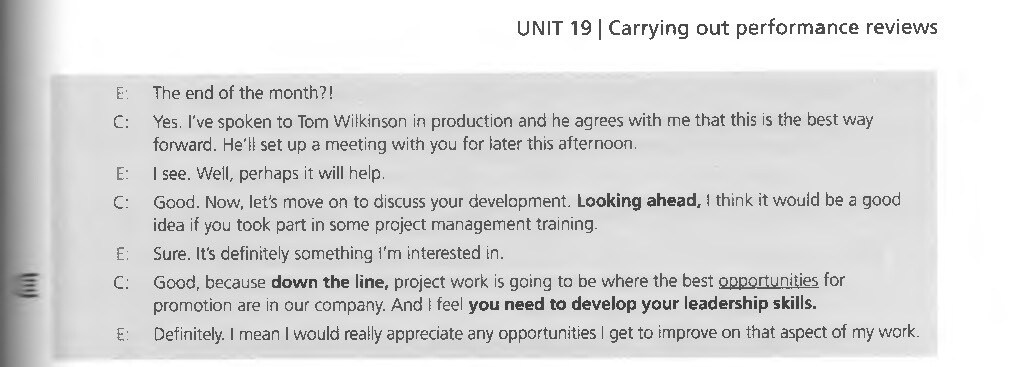 UNIT 19 | Carrying out performance reviews
E: The end of the month?!
C: Yes. I've spoken to Tom Wilkinson in production and he agrees with me that this is the best way
forward. He'll set up a meeting with you for later this afternoon.
E: I see. Well, perhaps it will help.
C: Good. Now, let's move on to discuss your development. Looking ahead, I think it would be a good
idea if you took part in some project management training.
E: Sure. It's definitely something I'm interested in.
C: Good, because down the line, project work is going to be where the best opportunities for
promotion are in our company. And I feel you need to develop your leadership skills.
E: Definitely. I mean I would really appreciate any opportunities I get to improve on that aspect of my work.